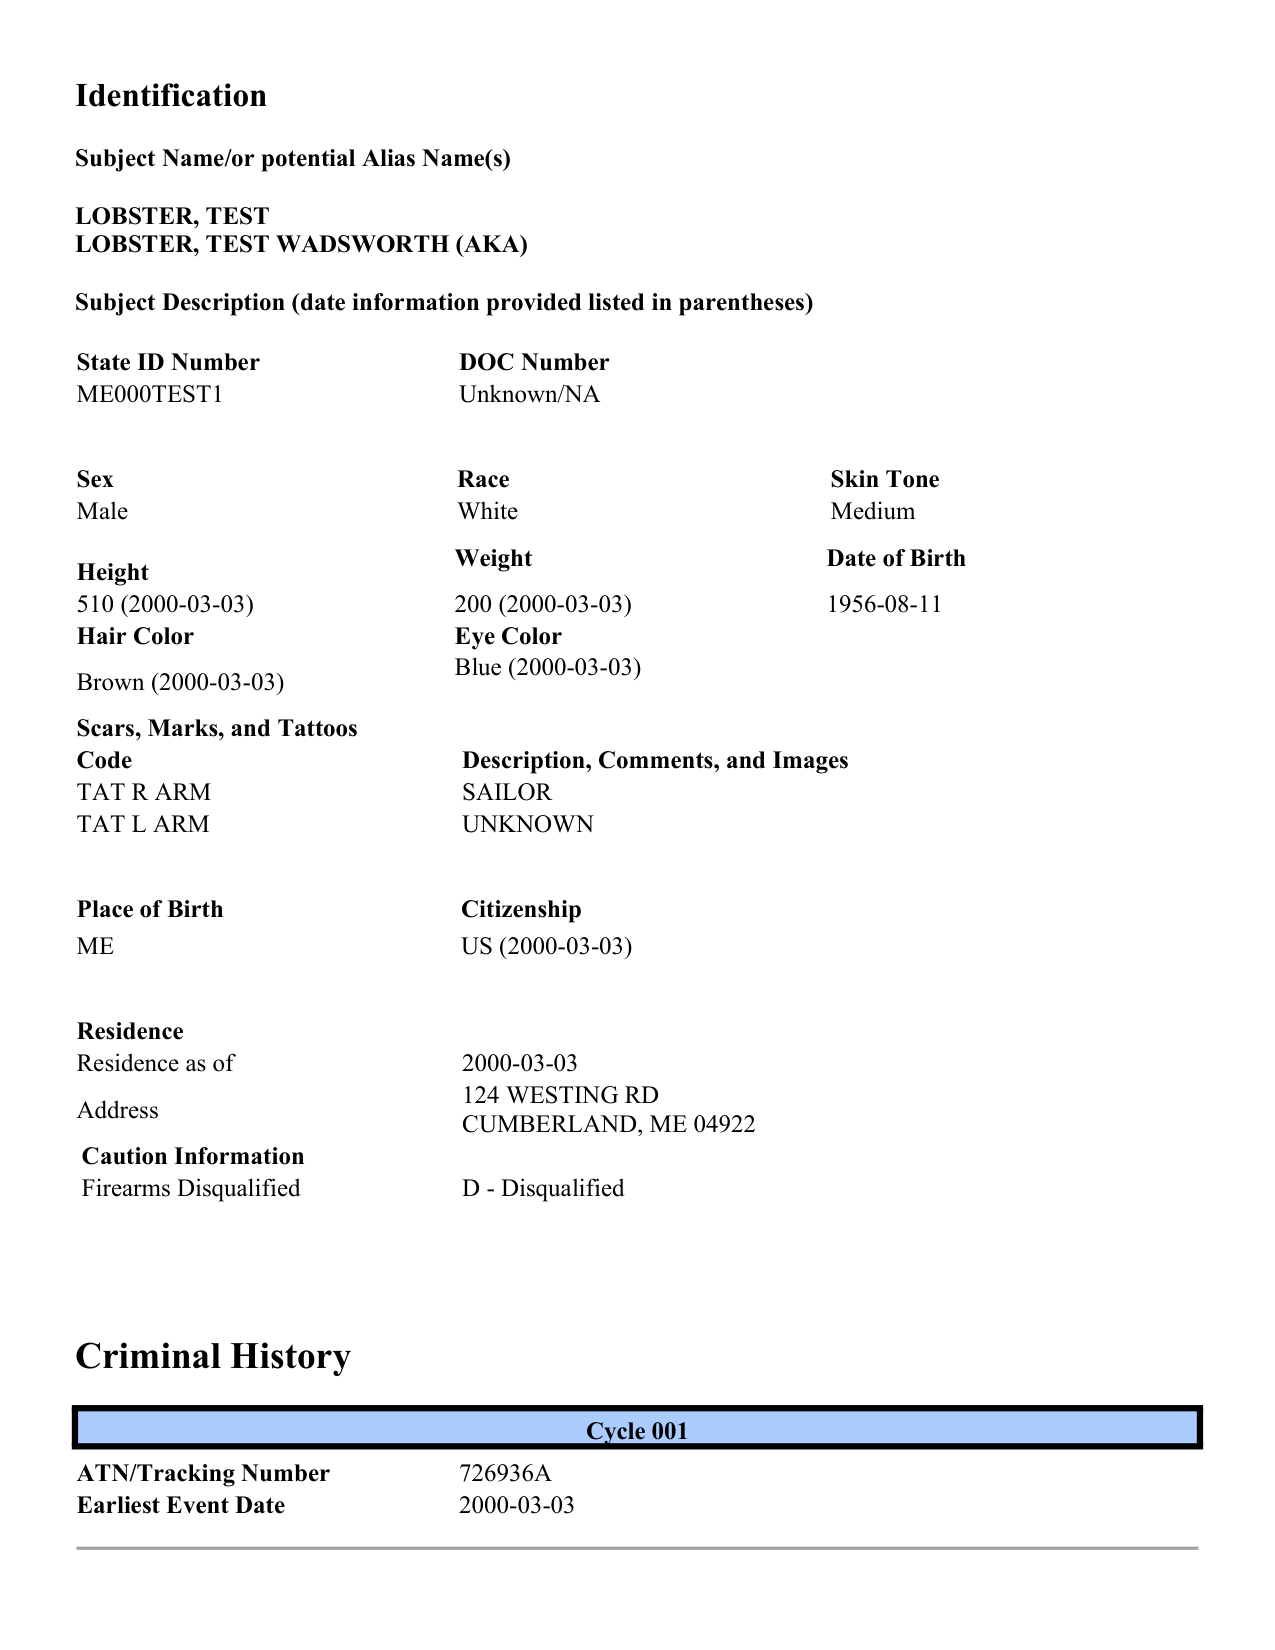 Identification
Subject Name/or potential Alias Name(s)
LOBSTER, TEST
LOBSTER, TEST WADSWORTH (AKA)
Subject Description (date information provided listed in parentheses)
State ID Number DOC Number
ME000TEST1 Unknown/NA
Sex Race Skin Tone
Male White Medium
Height Weight Date of Birth
510 (2000-03-03) 200 (2000-03-03) 1956-08-11
Hair Color Eye Color
Brown (2000-03-03) Blue (2000-03-03)
Scars, Marks, and Tattoos
Code Description, Comments, and Images
TAT R ARM SAILOR
TAT L ARM UNKNOWN
Place of Birth Citizenship
ME US (2000-03-03)
Residence
Residence as of 2000-03-03
Address 124 WESTING RD
CUMBERLAND, ME 04922
Caution Information
Firearms Disqualified D - Disqualified
Criminal History
Cycle 001
ATN/Tracking Number 726936A
Earliest Event Date 2000-03-03